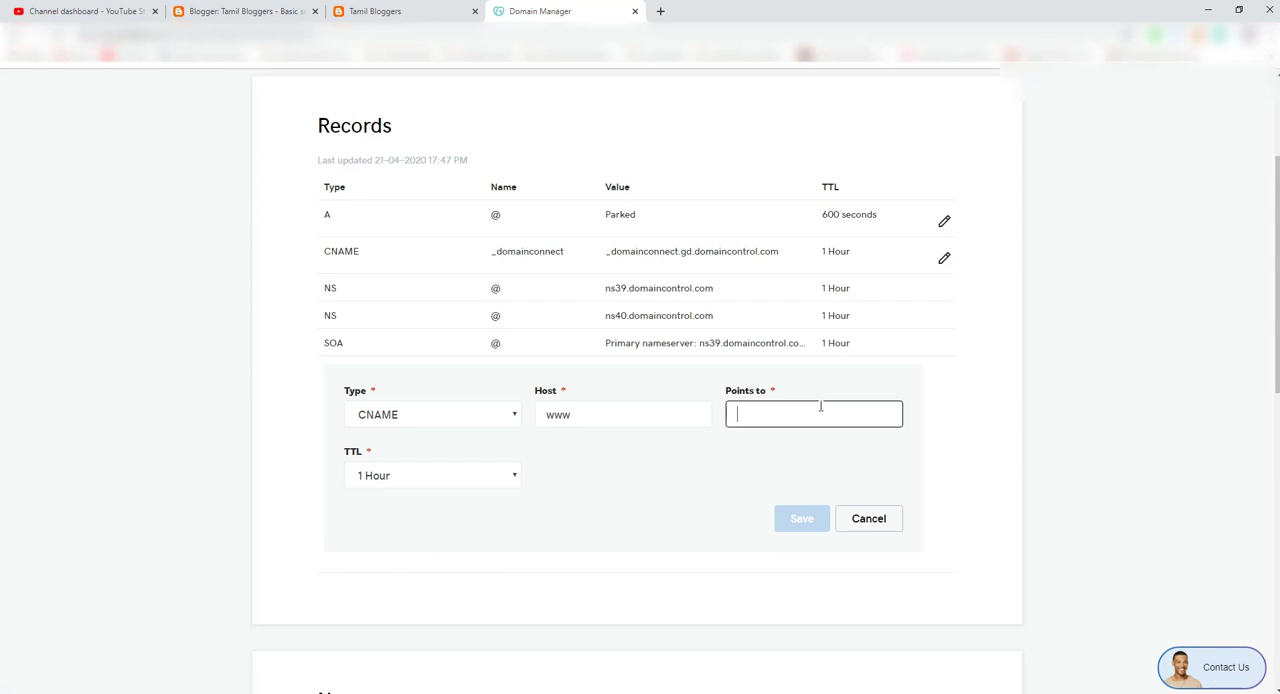 Channel dashboard - YouTube St
Blogger: Tamil Bloggers - Basic s
Tamil Bloggers
Domain Manager
Records
Last updated 21-04-2020 17:47 PM
Type Name Value TTL
A @ Parked 600 seconds
CNAME _domainconnect _domainconnect.gd.domaincontrol.com 1 Hour
NS @ ns39.domaincontrol.com 1 Hour
NS @ ns40.domaincontrol.com 1 Hour
SOA @ Primary nameserver: ns39.domaincontrol.co... 1 Hour
Type * Host * Points to *
CNAME www
TTL *
1 Hour
Save Cancel
Contact Us